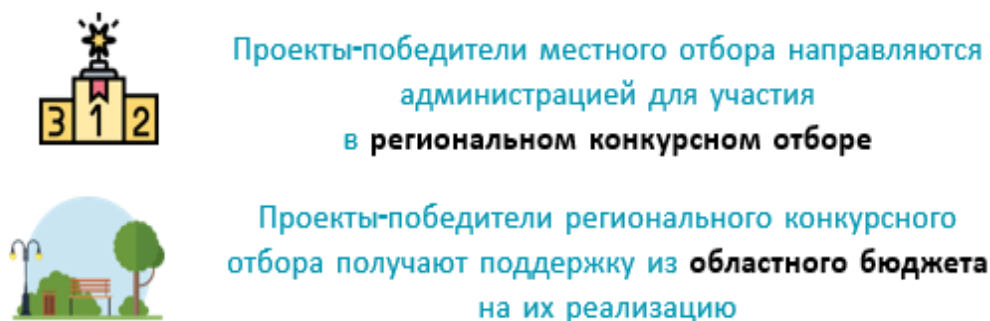 3 1 2
Проекты-победители местного отбора направляются
администрацией для участия
в региональном конкурсном отборе
Проекты-победители регионального конкурсного
отбора получают поддержку из областного бюджета
на их реализацию